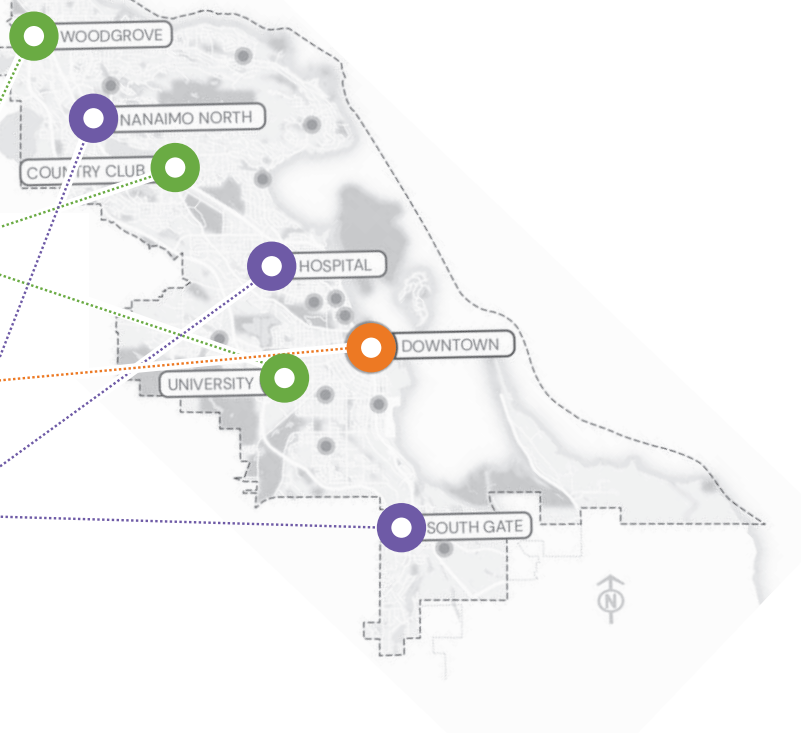 WOODGROVE
NANAIMO NORTH
COUNTRY CLUB
HOSPITAL
DOWNTOWN
UNIVERSITY
SOUTH GATE
N